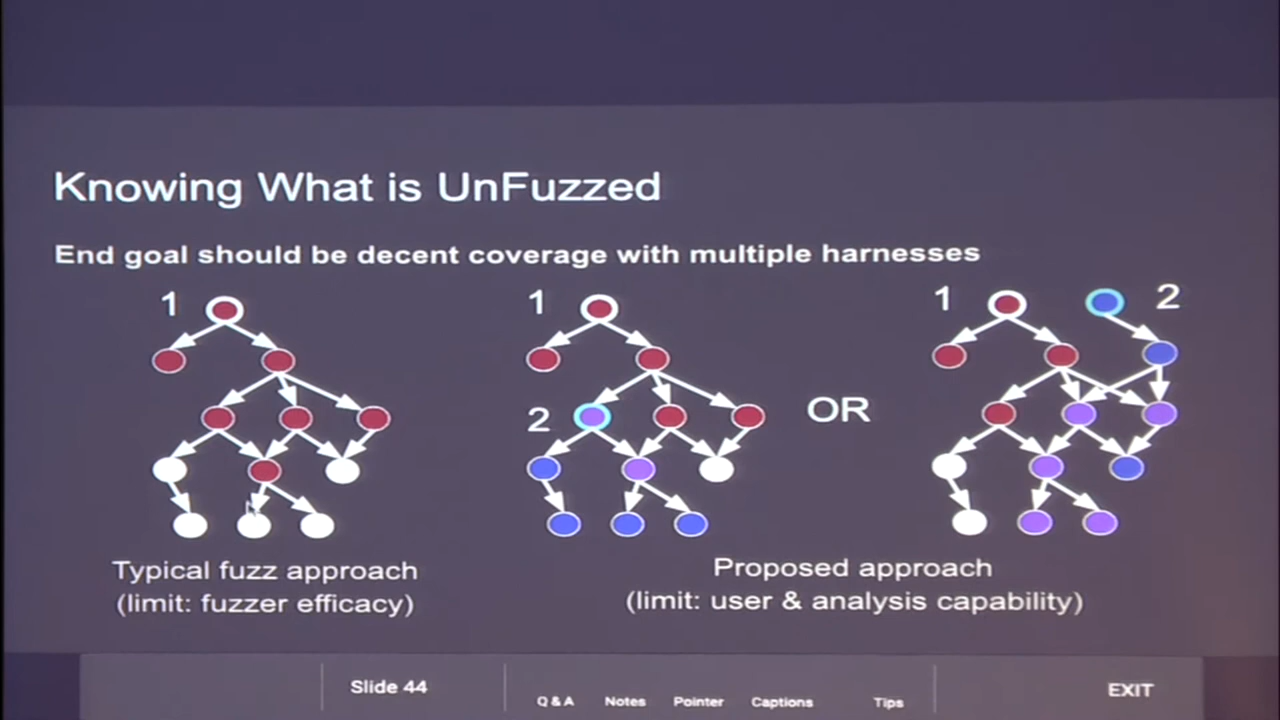 Knowing What is UnFuzzed
End goal should be decent coverage with multiple harnesses
1
1
2
1
2
OR
Typical fuzz approach
(limit: fuzzer efficacy)
Proposed approach
(limit: user & analysis capability)
Slide 44
Q & A
Notes
Pointer
Captions
Tips
EXIT